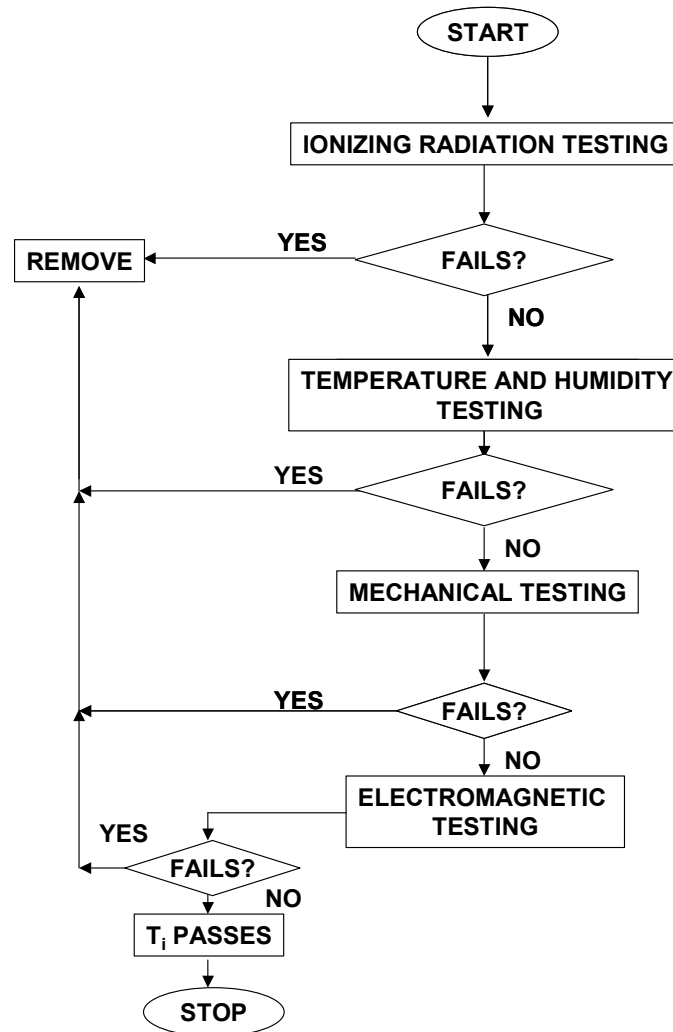 START
IONIZING RADIATION TESTING
YES
REMOVE
FAILS?
NO
TEMPERATURE AND HUMIDITY
TESTING
YES
FAILS?
NO
MECHANICAL TESTING
YES
FAILS?
NO
ELECTROMAGNETIC
TESTING
YES
FAILS?
NO
Ti PASSES
STOP